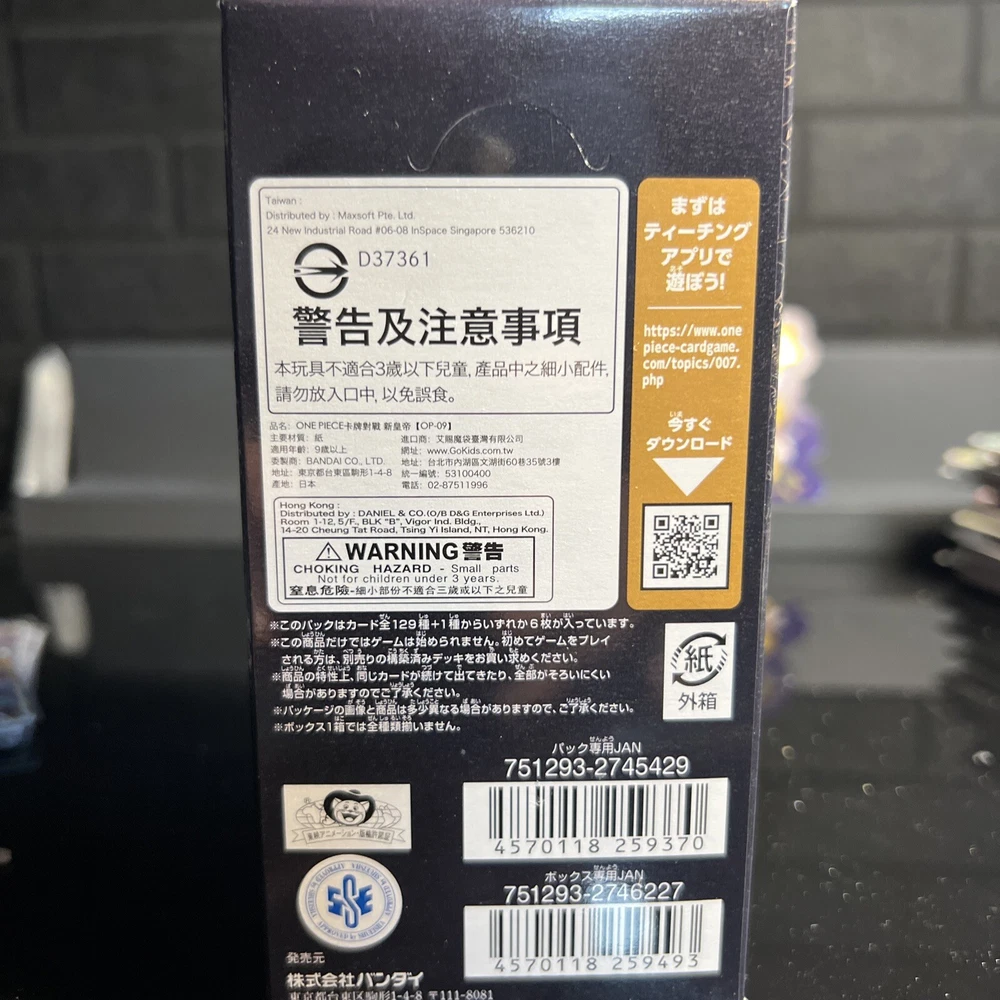 Taiwan :
Distributed by : Maxsoft Pte. Ltd.
24 New Industrial Road #06-08 InSpace Singapore 536210
D37361
警告及注意事項
本玩具不適合3歲以下兒童, 產品中之細小配件,
請勿放入口中, 以免誤食。
品名: ONE PIECE卡牌對戰 新皇帝【OP-09】
主要材質: 紙
適用年齡: 9歲以上
委製商: BANDAI CO., LTD.
地址: 東京都台東區駒形1-4-8
產地: 日本
進口商: 艾賜魔袋臺灣有限公司
網址: www.GoKids.com
地址: 台北市內湖區文湖街60巷35號3樓
統一編號: 53100400
電話: 02-87511996
Hong Kong :
Distributed by : DANIEL & CO.(O/B D&G Enterprises Ltd.)
Room 1-12, 5/F., BLK "B", Vigor Ind. Bldg.,
14-20 Cheung Tat Road, Tsing Yi Island, NT, Hong Kong.
⚠WARNING警告
CHOKING HAZARD - Small parts
Not for children under 3 years.
窒息危險-細小部份不適合三歲或以下之兒童
まずは
ティーチング
アプリで
遊ぼう!
https://www.one
piece-cardgame.
com/topics/007.
php
今すぐ
ダウンロード
※このパックはカード全129種+1種からいずれか6枚が入っています。
※この商品だけではゲームは始められません。初めてゲームをプレイ
される方は、別売りの構築済みデッキをお買い求めください。
※商品の特性上、同じカードが続けて出てきたり、全部がそろいにくい
場合がありますのでご了承ください。
※パッケージの画像と商品は多少異なる場合がありますので、ご了承ください。
※ボックス1箱では全種類揃いません。
紙
外箱
パック専用JAN
751293-2745429
4570118 259370
ボックス専用JAN
751293-2746227
4570118 259493
発売元
株式会社バンダイ
東京都台東区駒形1-4-8 〒111-8081